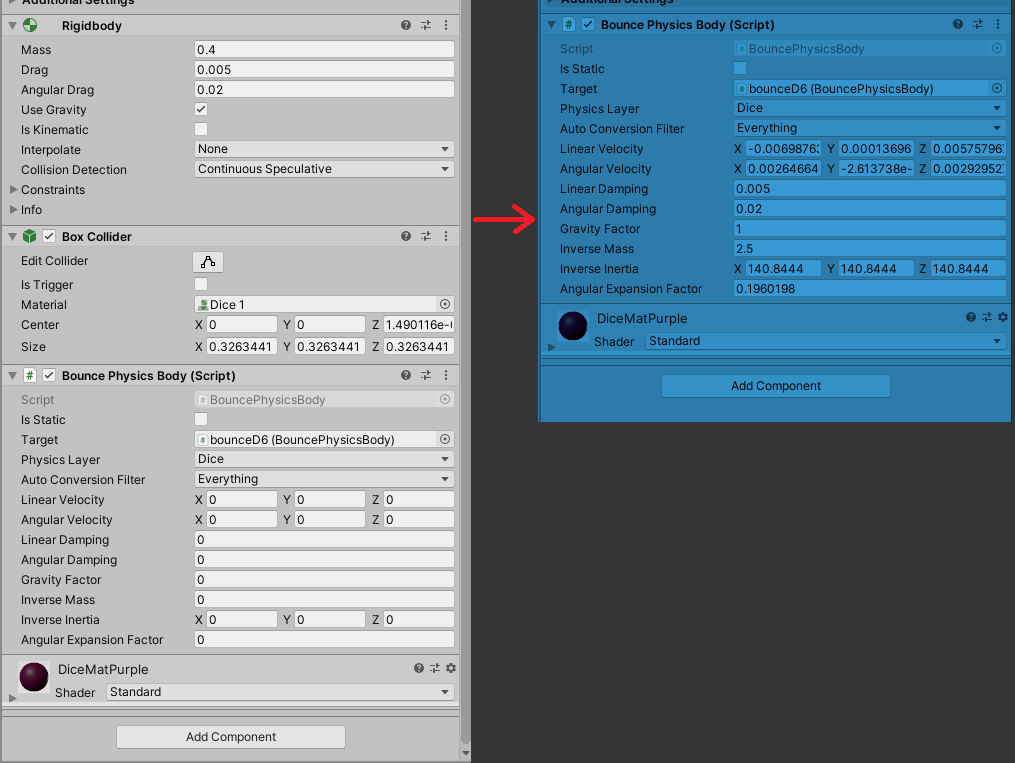 Additional Settings
Rigidbody
Mass 0.4
Drag 0.005
Angular Drag 0.02
Use Gravity
Is Kinematic
Interpolate None
Collision Detection Continuous Speculative
Constraints
Info
Box Collider
Edit Collider
Is Trigger
Material Dice 1
Center X 0 Y 0 Z 1.490116e-
Size X 0.3263441 Y 0.3263441 Z 0.3263441
Bounce Physics Body (Script)
Script BouncePhysicsBody
Is Static
Target bounceD6 (BouncePhysicsBody)
Physics Layer Dice
Auto Conversion Filter Everything
Linear Velocity X 0 Y 0 Z 0
Angular Velocity X 0 Y 0 Z 0
Linear Damping 0
Angular Damping 0
Gravity Factor 0
Inverse Mass 0
Inverse Inertia X 0 Y 0 Z 0
Angular Expansion Factor 0
DiceMatPurple
Shader Standard
Add Component
Additional Settings
Bounce Physics Body (Script)
Script BouncePhysicsBody
Is Static
Target bounceD6 (BouncePhysicsBody)
Physics Layer Dice
Auto Conversion Filter Everything
Linear Velocity X -0.0069876 Y 0.00013696 Z 0.0057579
Angular Velocity X 0.00264664 Y -2.613738e- Z 0.00292952
Linear Damping 0.005
Angular Damping 0.02
Gravity Factor 1
Inverse Mass 2.5
Inverse Inertia X 140.8444 Y 140.8444 Z 140.8444
Angular Expansion Factor 0.1960198
DiceMatPurple
Shader Standard
Add Component